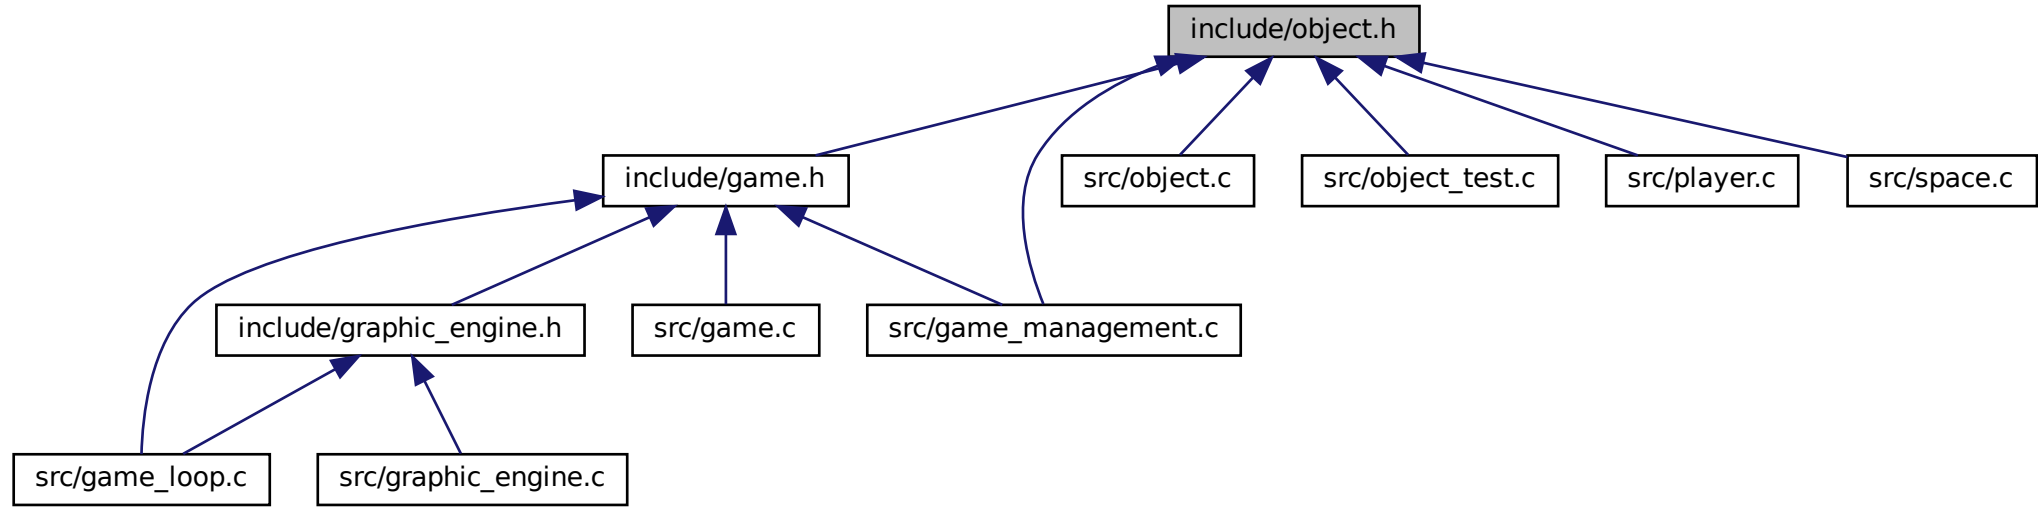 include/object.h
include/game.h
src/object.c
src/object_test.c
src/player.c
src/space.c
include/graphic_engine.h
src/game.c
src/game_management.c
src/game_loop.c
src/graphic_engine.c